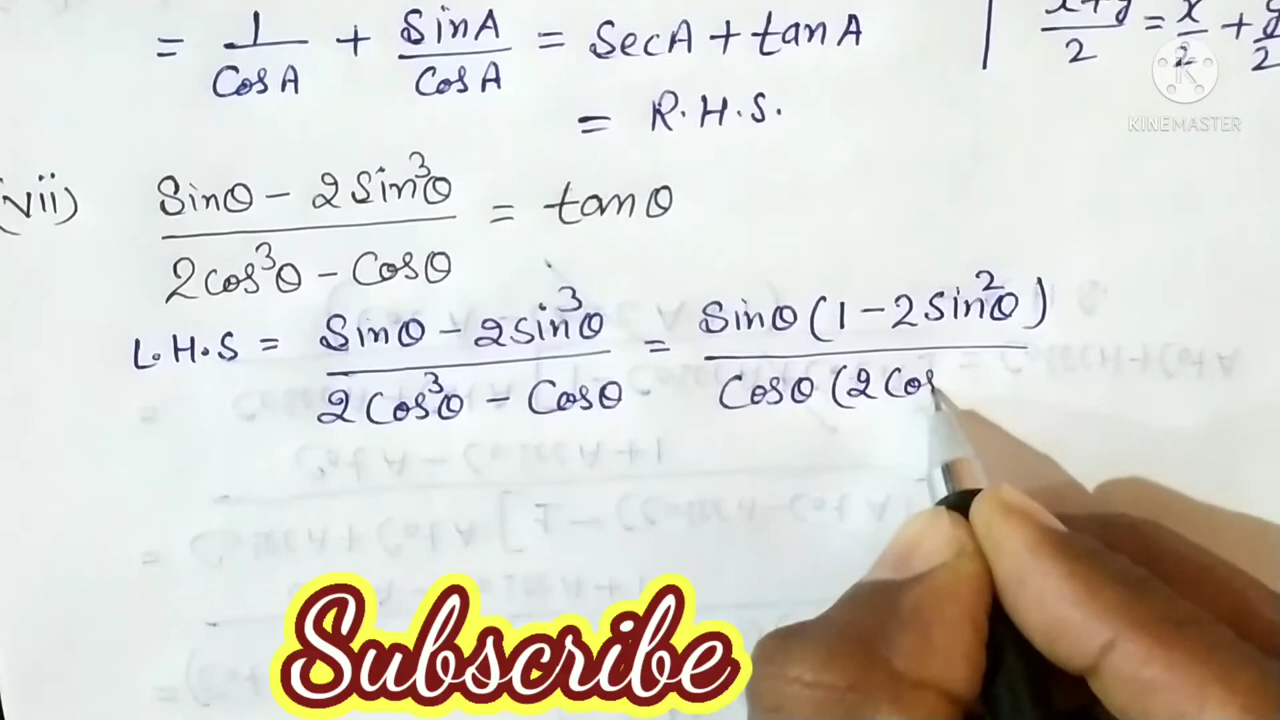 = 1/CosA + SinA/CosA = SecA + tanA | x+y/2 = x/2 + y/2
= R.H.S.
KINEMASTER
(vii) Sinθ - 2Sin³θ / 2cos³θ - Cosθ = tanθ
L.H.S = Sinθ - 2Sin³θ / 2Cos³θ - Cosθ = Sinθ(1 - 2Sin²θ) / Cosθ(2Cos
Subscribe